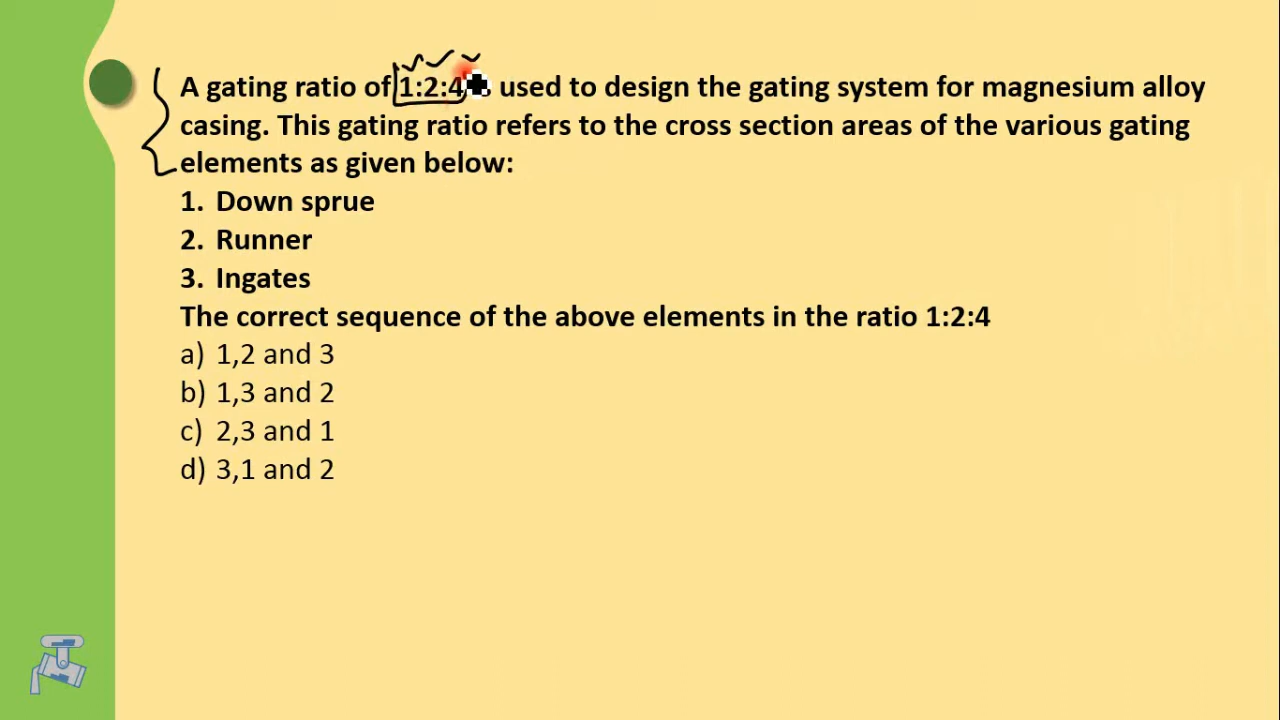 A gating ratio of 1:2:4 used to design the gating system for magnesium alloy
casing. This gating ratio refers to the cross section areas of the various gating
elements as given below:
1. Down sprue
2. Runner
3. Ingates
The correct sequence of the above elements in the ratio 1:2:4
a) 1,2 and 3
b) 1,3 and 2
c) 2,3 and 1
d) 3,1 and 2